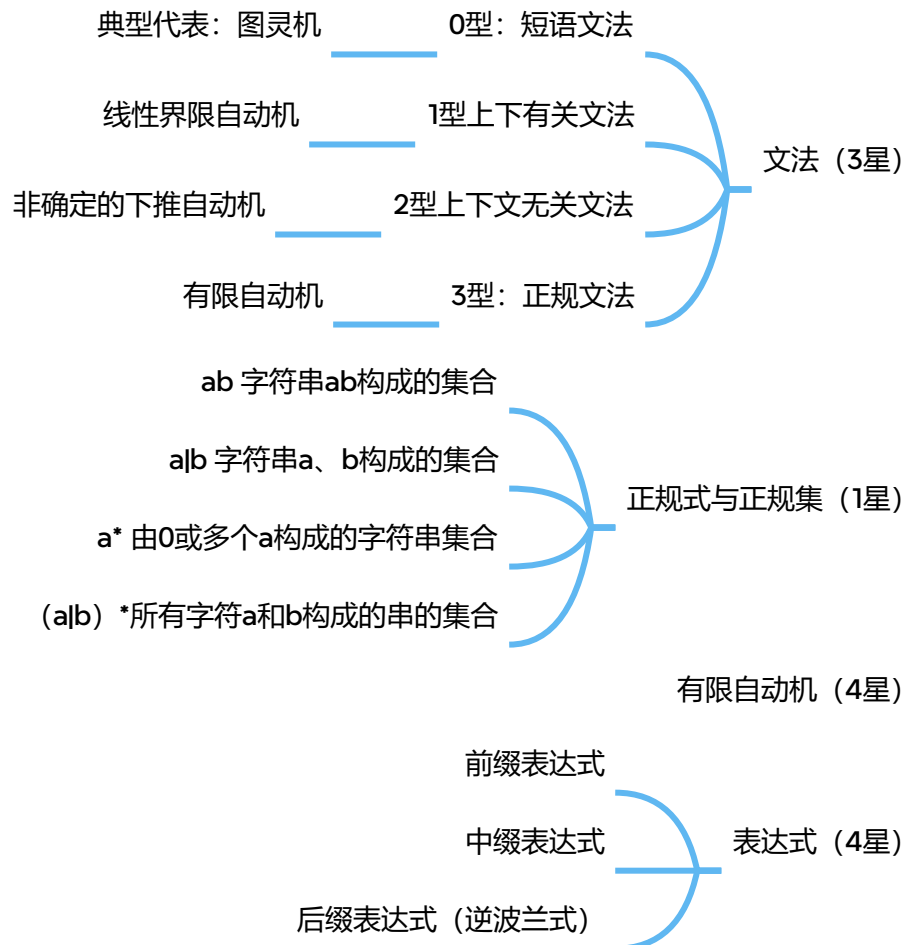 典型代表：图灵机 0型：短语文法
线性界限自动机 1型上下有关文法
文法（3星）
非确定的下推自动机 2型上下文无关文法
有限自动机 3型：正规文法
ab 字符串ab构成的集合
a|b 字符串a、b构成的集合
正规式与正规集（1星）
a* 由0或多个a构成的字符串集合
（a|b）*所有字符a和b构成的串的集合
有限自动机（4星）
前缀表达式
中缀表达式 表达式（4星）
后缀表达式（逆波兰式）